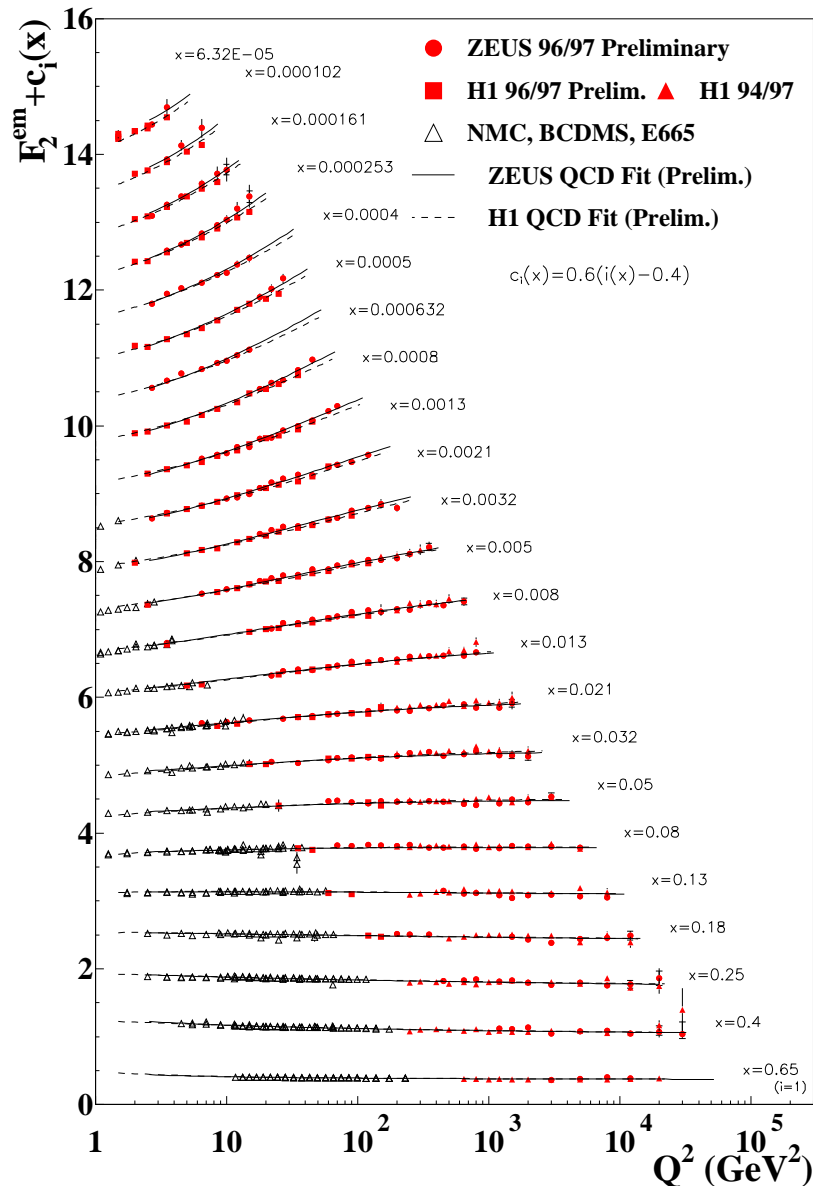 F₂ᵉᵐ+cᵢ(x)
16
14
12
10
8
6
4
2
0
ZEUS 96/97 Preliminary
H1 96/97 Prelim. H1 94/97
NMC, BCDMS, E665
ZEUS QCD Fit (Prelim.)
H1 QCD Fit (Prelim.)
cᵢ(x)=0.6(i(x)−0.4)
x=6.32E−05
x=0.000102
x=0.000161
x=0.000253
x=0.0004
x=0.0005
x=0.000632
x=0.0008
x=0.0013
x=0.0021
x=0.0032
x=0.005
x=0.008
x=0.013
x=0.021
x=0.032
x=0.05
x=0.08
x=0.13
x=0.18
x=0.25
x=0.4
x=0.65
(i=1)
1 10 10² 10³ 10⁴ 10⁵
Q² (GeV²)